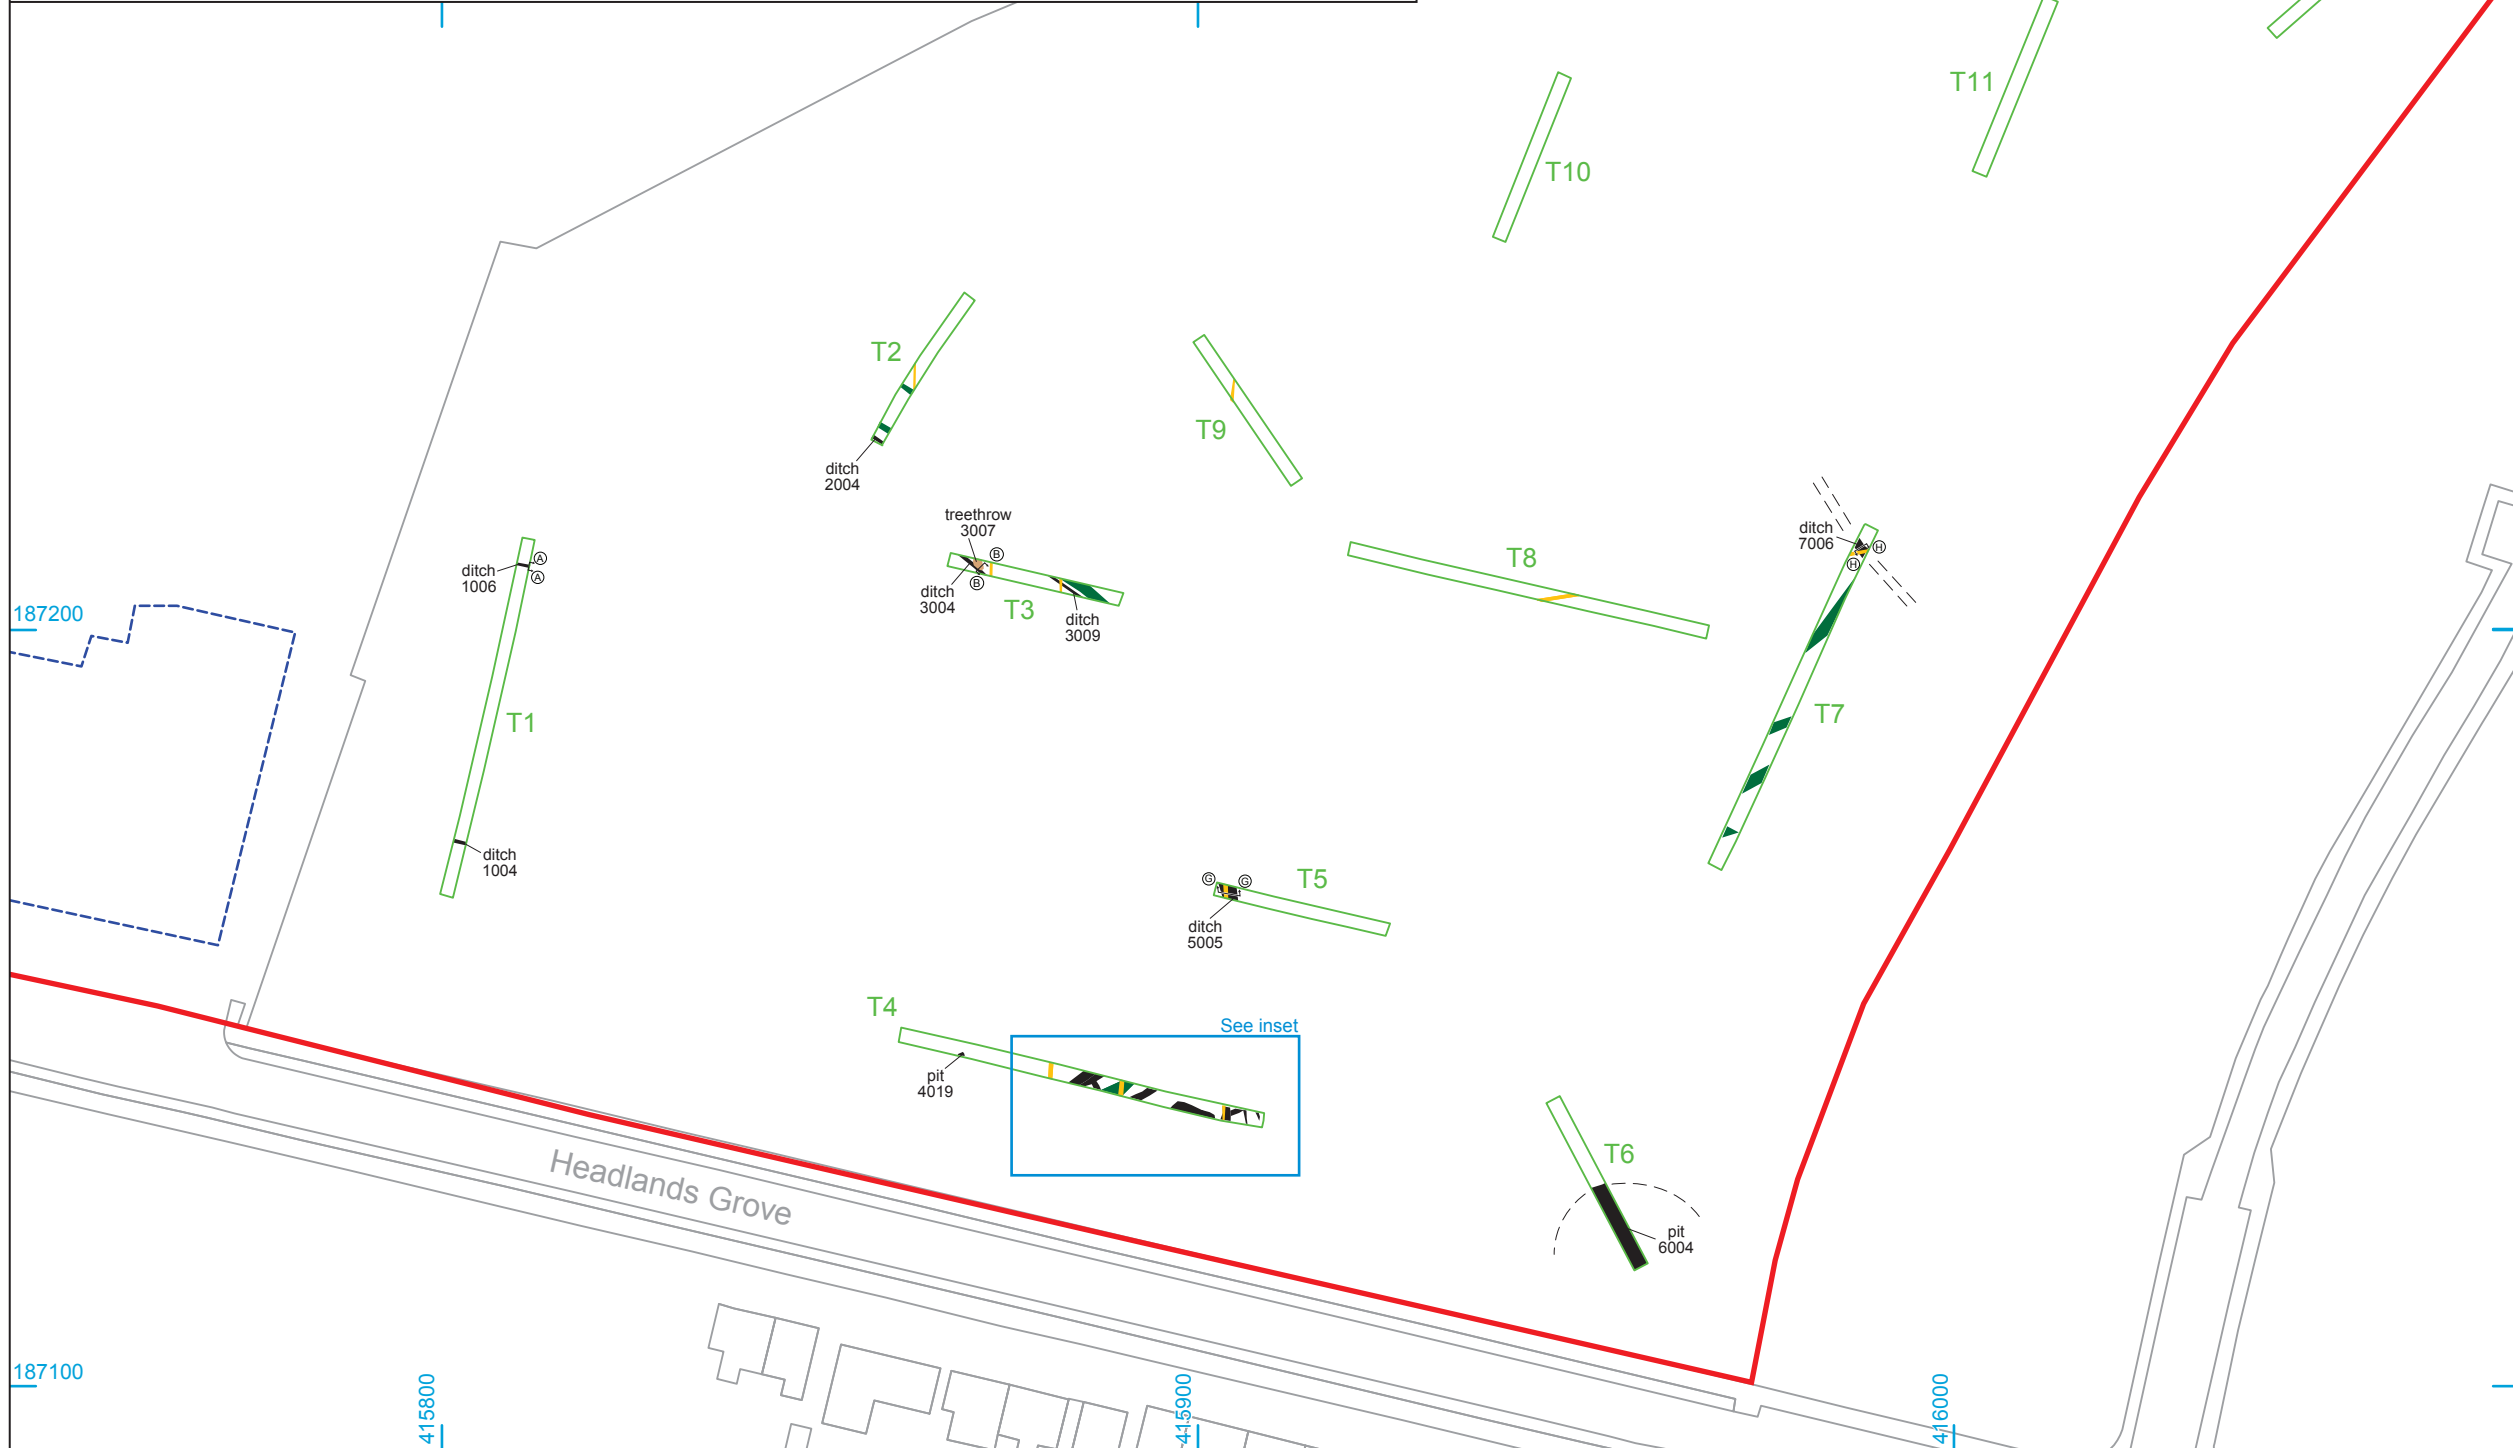 T11
T10
T2
T9
ditch
2004
treethrow
3007
B
B
ditch
3004
T3
ditch
3009
T8
ditch
7006
H
H
A
A
ditch
1006
187200
T1
T7
ditch
1004
G
G
T5
ditch
5005
T4
See inset
pit
4019
T6
pit
6004
Headlands Grove
187100
415800
415900
416000